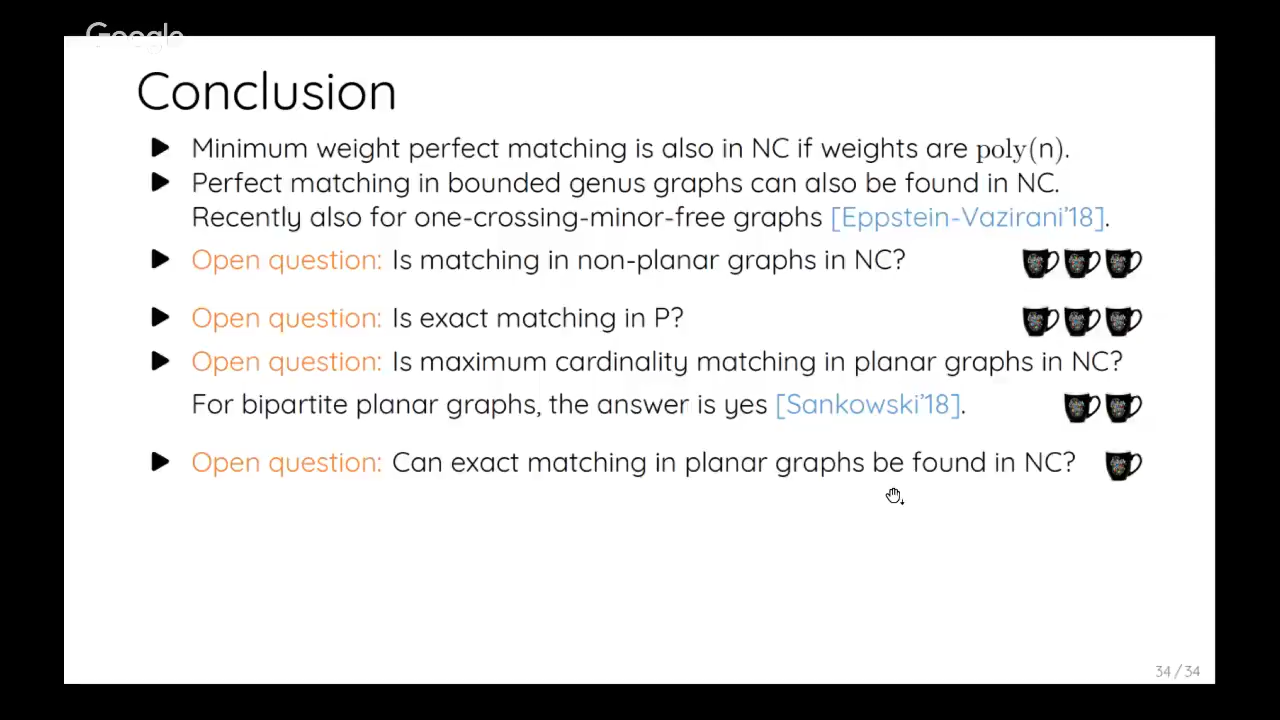 Google
Conclusion
Minimum weight perfect matching is also in NC if weights are poly(n).
Perfect matching in bounded genus graphs can also be found in NC.
Recently also for one-crossing-minor-free graphs [Eppstein-Vazirani'18].
Open question: Is matching in non-planar graphs in NC?
Open question: Is exact matching in P?
Open question: Is maximum cardinality matching in planar graphs in NC?
For bipartite planar graphs, the answer is yes [Sankowski'18].
Open question: Can exact matching in planar graphs be found in NC?
34/34